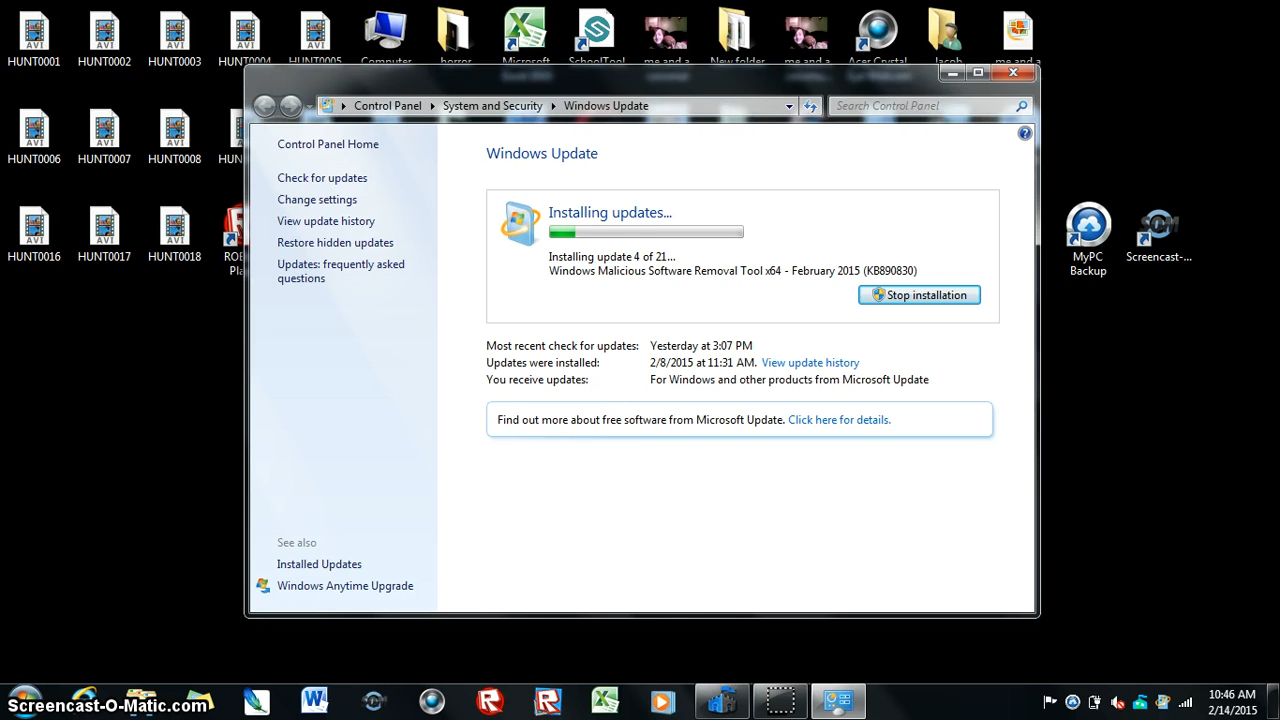 HUNT0001 HUNT0002 HUNT0003 HUNT0004 HUNT0005 Computer horror Microsoft SchoolTool me and a New folder me and a Acer Crystal Jacob me and a
Control Panel System and Security Windows Update Search Control Panel
HUNT0006 HUNT0007 HUNT0008
HUNT0016 HUNT0017 HUNT0018
MyPC
Backup
Screencast-...
Control Panel Home
Check for updates
Change settings
View update history
Restore hidden updates
Updates: frequently asked
questions
See also
Installed Updates
Windows Anytime Upgrade
Windows Update
Installing updates...
Installing update 4 of 21...
Windows Malicious Software Removal Tool x64 - February 2015 (KB890830)
Stop installation
Most recent check for updates: Yesterday at 3:07 PM
Updates were installed: 2/8/2015 at 11:31 AM. View update history
You receive updates: For Windows and other products from Microsoft Update
Find out more about free software from Microsoft Update. Click here for details.
Screencast-O-Matic.com
10:46 AM
2/14/2015